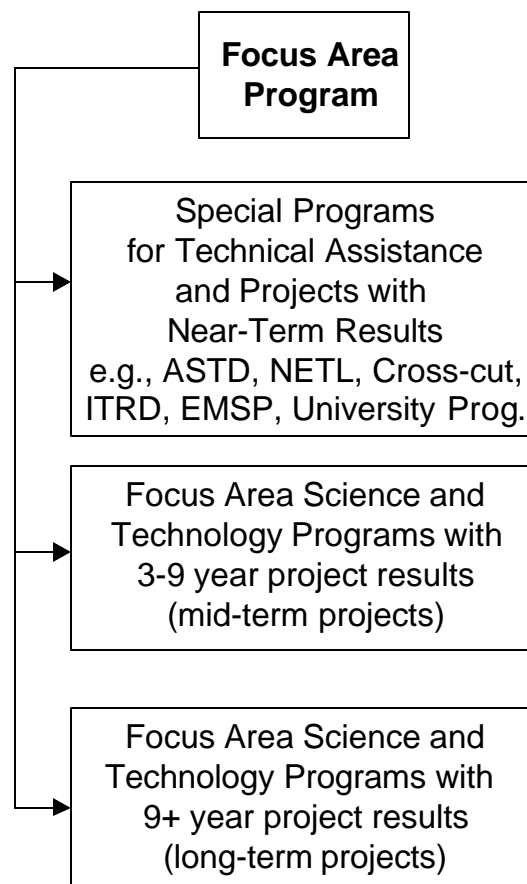 Focus Area
Program
Special Programs
for Technical Assistance
and Projects with
Near-Term Results
e.g., ASTD, NETL, Cross-cut,
ITRD, EMSP, University Prog.
Focus Area Science and
Technology Programs with
3-9 year project results
(mid-term projects)
Focus Area Science and
Technology Programs with
9+ year project results
(long-term projects)